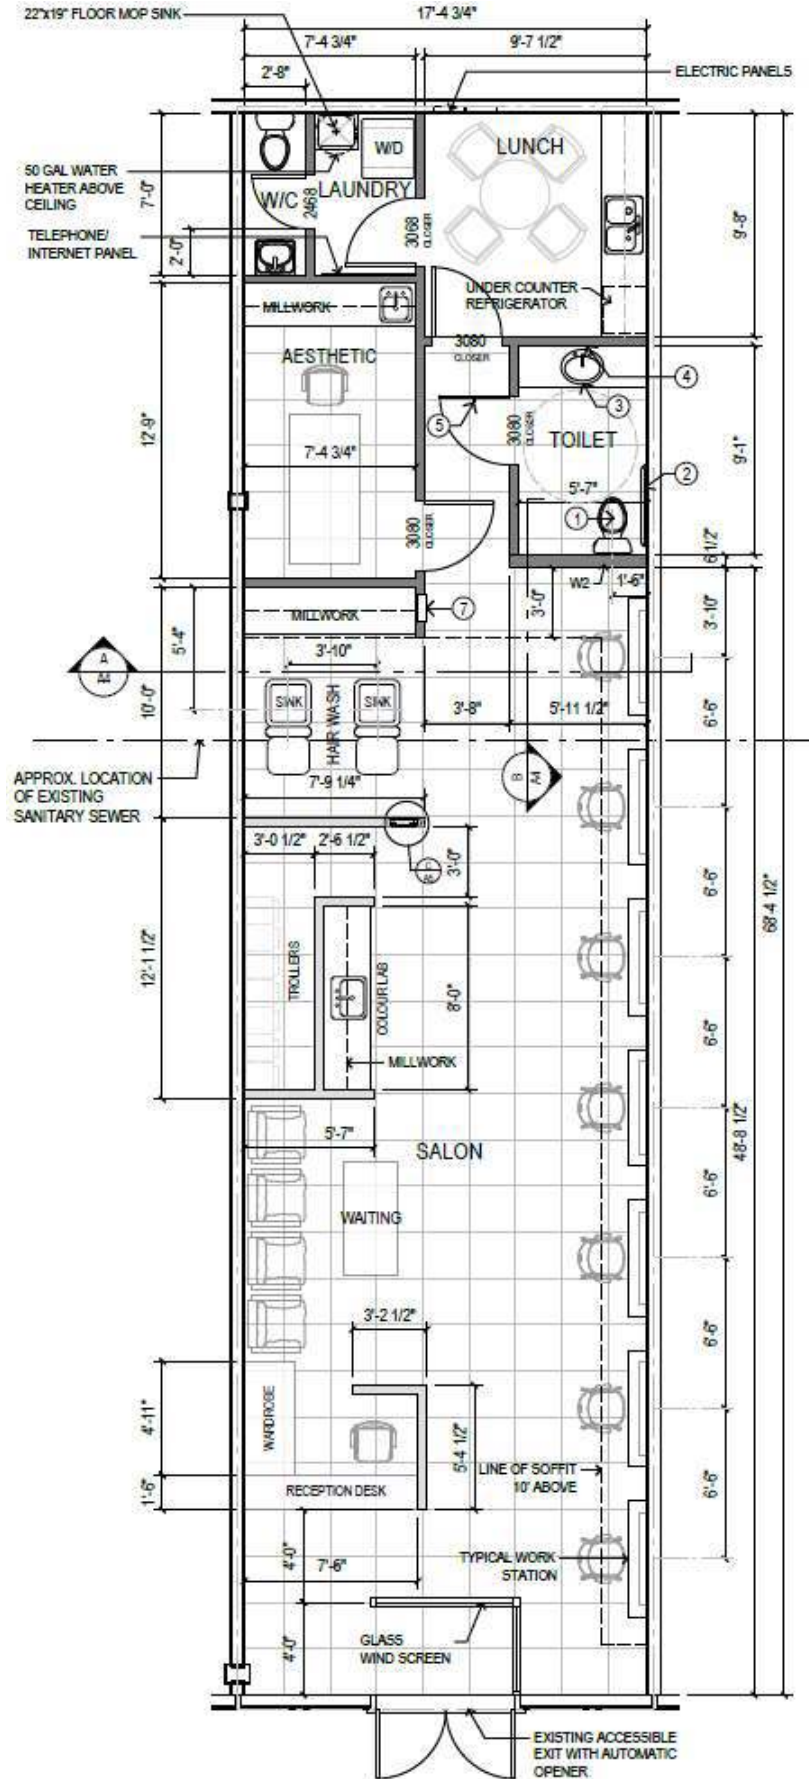 22"x19" FLOOR MOP SINK
17'-4 3/4"
7'-4 3/4"
9'-7 1/2"
2'-8"
ELECTRIC PANELS
W/D
LUNCH
50 GAL WATER
HEATER ABOVE
CEILING
7'-0"
W/C
LAUNDRY
2468
3068
CLOSER
9'-8"
TELEPHONE/
INTERNET PANEL
2'-0"
UNDER COUNTER
REFRIGERATOR
MILLWORK
3080
CLOSER
AESTHETIC
4
3
5
3080
CLOSER
TOILET
12'-9"
7'-4 3/4"
9'-1"
2
5'-7"
1
3080
CLOSER
6 1/2"
W2
1'-6"
7
3'-0"
3'-10"
MILLWORK
5'-4"
10'-0"
A
A4
3'-10"
SINK
SINK
HAIR WASH
3'-8"
5'-11 1/2"
6'-6"
B
A4
APPROX. LOCATION
OF EXISTING
SANITARY SEWER
7'-9 1/4"
3'-0 1/2"
2'-6 1/2"
3'-0"
C
6'-6"
68'-4 1/2"
12'-1 1/2"
TROLLERS
COLOUR LAB
8'-0"
6'-6"
MILLWORK
48'-8 1/2"
5'-7"
SALON
6'-6"
WAITING
3'-2 1/2"
6'-6"
WARDROBE
4'-11"
5'-4 1/2"
LINE OF SOFFIT
10' ABOVE
6'-6"
RECEPTION DESK
1'-6"
4'-0"
7'-6"
TYPICAL WORK
STATION
4'-0"
GLASS
WIND SCREEN
EXISTING ACCESSIBLE
EXIT WITH AUTOMATIC
OPENER